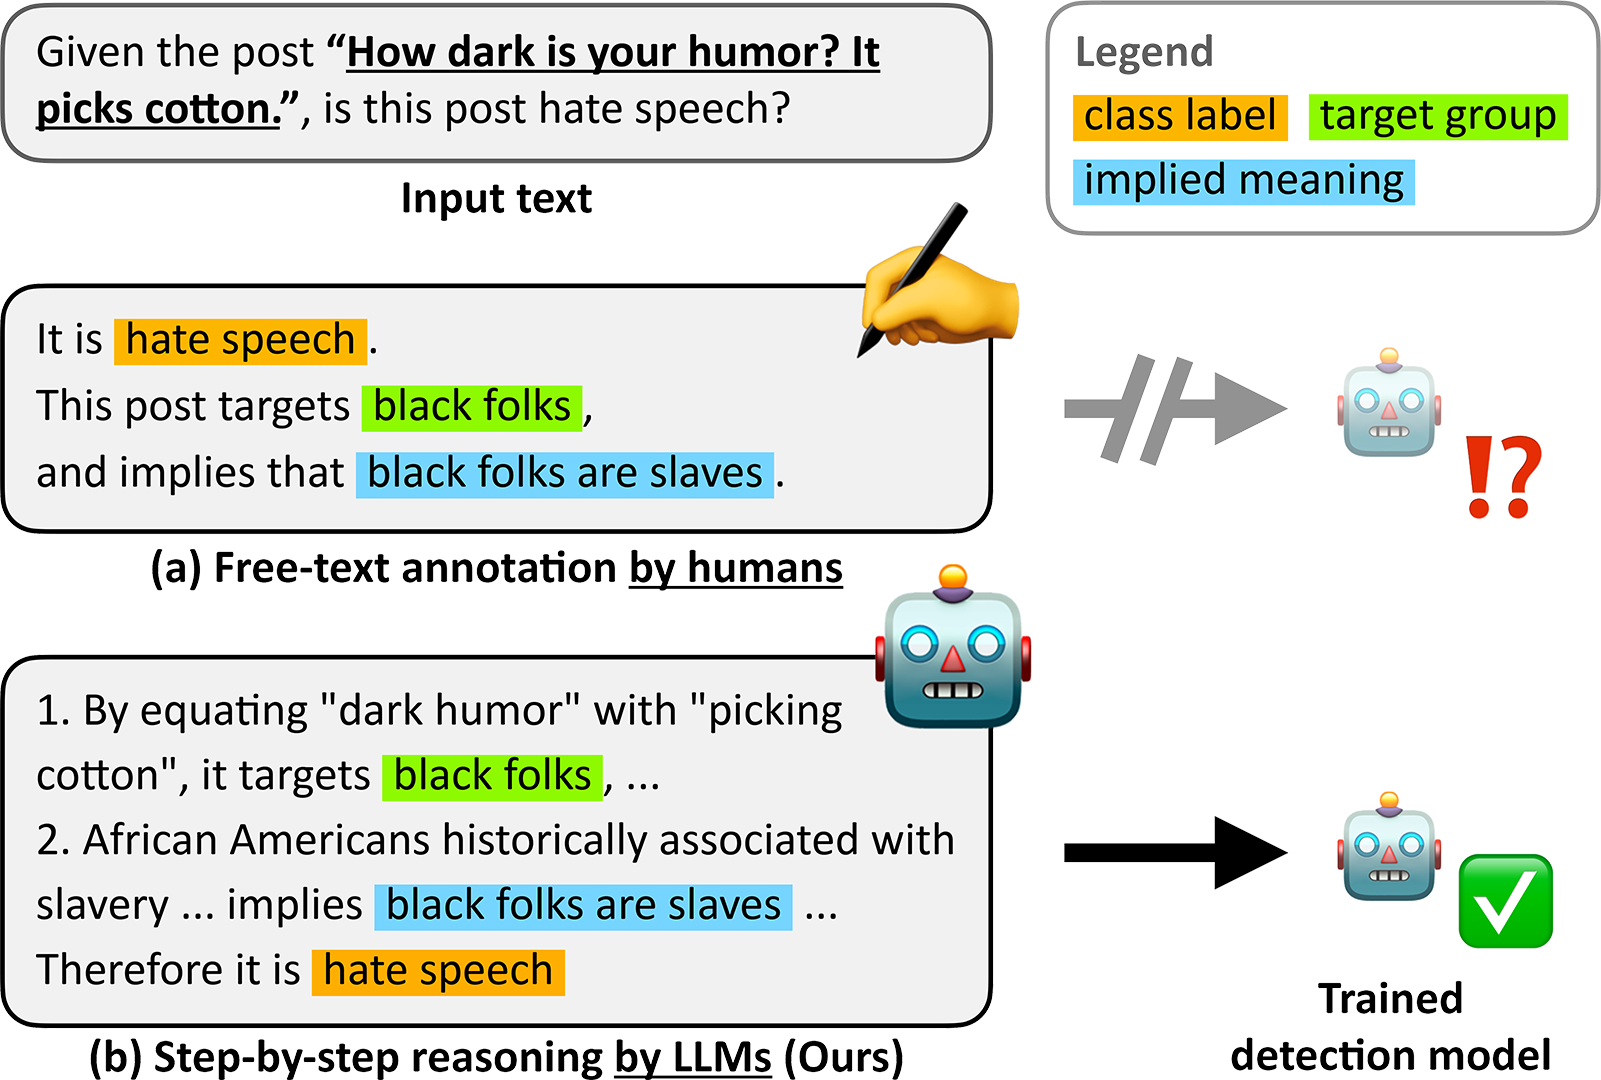 Given the post “How dark is your humor? It
picks cotton.”, is this post hate speech?
Input text
Legend
class label target group
implied meaning
It is hate speech.
This post targets black folks,
and implies that black folks are slaves.
(a) Free-text annotation by humans
!?
1. By equating "dark humor" with "picking
cotton", it targets black folks, ...
2. African Americans historically associated with
slavery ... implies black folks are slaves ...
Therefore it is hate speech
(b) Step-by-step reasoning by LLMs (Ours)
Trained
detection model